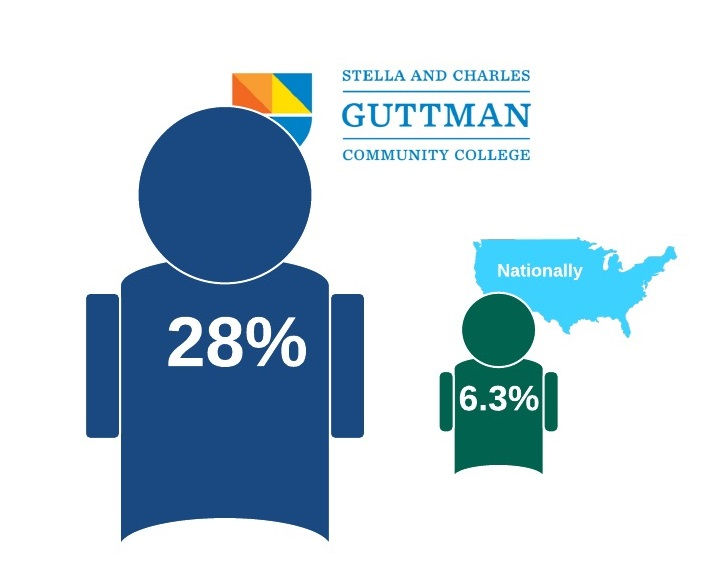 STELLA AND CHARLES
GUTTMAN
COMMUNITY COLLEGE
Nationally
28%
6.3%